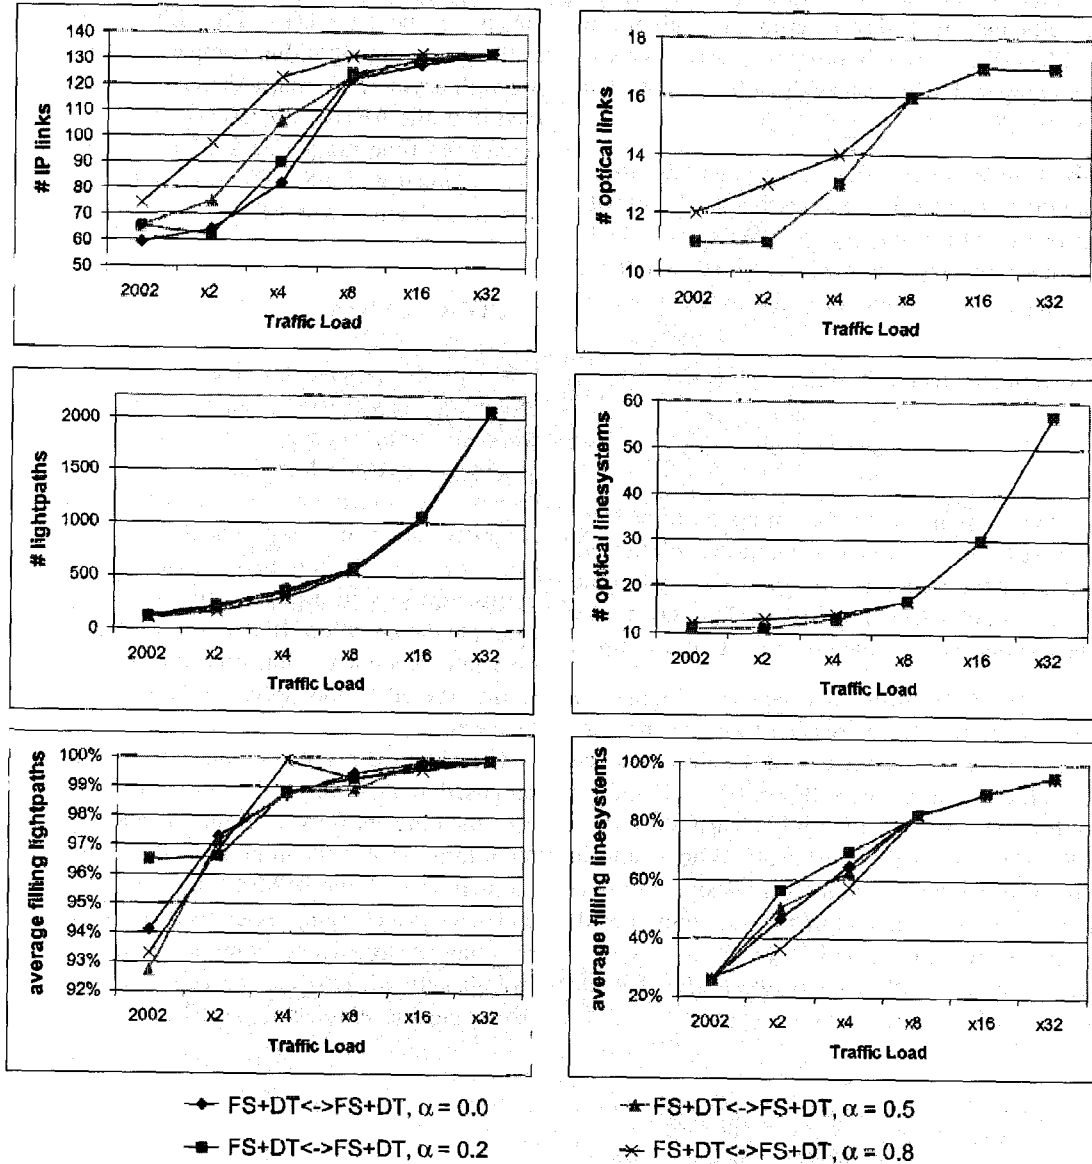 # IP links
140
130
120
110
100
90
80
70
60
50
2002 x2 x4 x8 x16 x32
Traffic Load
# optical links
18
16
14
12
10
2002 x2 x4 x8 x16 x32
Traffic Load
# lightpaths
2000
1500
1000
500
0
2002 x2 x4 x8 x16 x32
Traffic Load
# optical linesystems
60
50
40
30
20
10
2002 x2 x4 x8 x16 x32
Traffic Load
average filling lightpaths
100%
99%
98%
97%
96%
95%
94%
93%
92%
2002 x2 x4 x8 x16 x32
Traffic Load
average filling linesystems
100%
80%
60%
40%
20%
2002 x2 x4 x8 x16 x32
Traffic Load
FS+DT<->FS+DT, α = 0.0
FS+DT<->FS+DT, α = 0.5
FS+DT<->FS+DT, α = 0.2
FS+DT<->FS+DT, α = 0.8